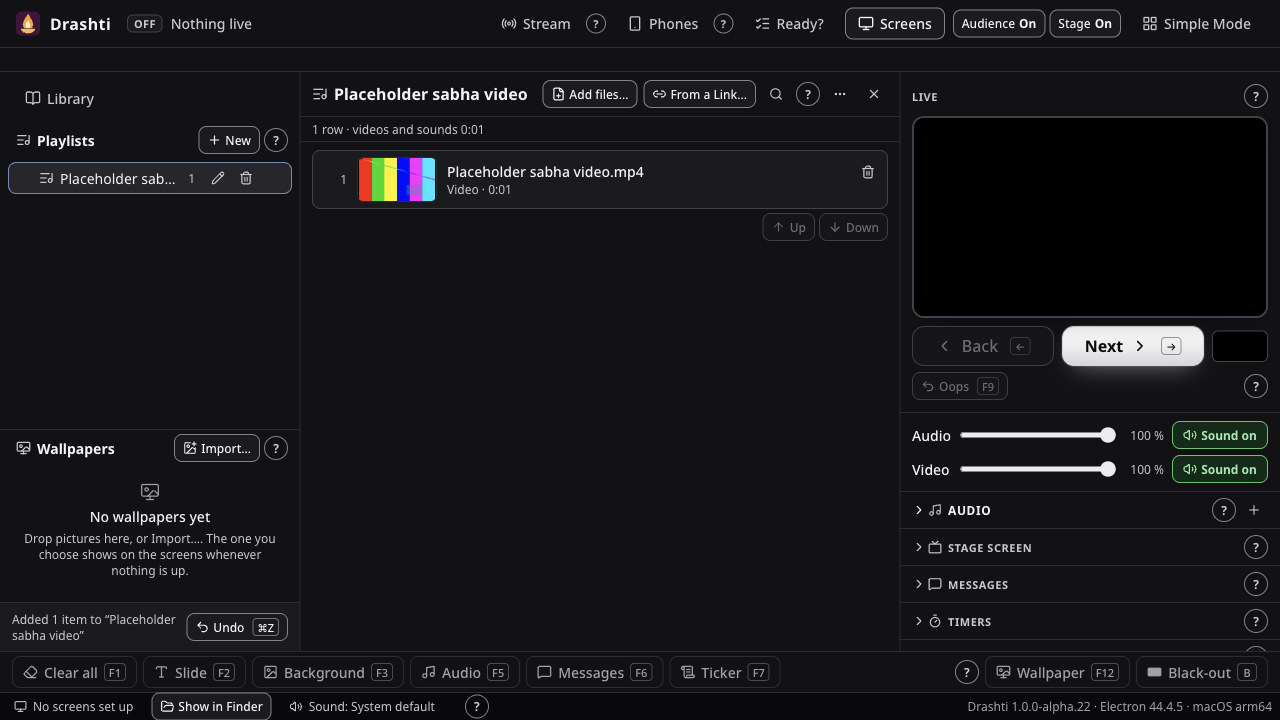 Drashti
OFF
Nothing live
Stream
?
Phones
?
Ready?
Screens
Audience On
Stage On
Simple Mode
Library
Playlists
New
?
Placeholder sab...
1
Placeholder sabha video
Add files...
From a Link...
?
1 row · videos and sounds 0:01
1
Placeholder sabha video.mp4
Video · 0:01
Up
Down
Wallpapers
Import...
?
No wallpapers yet
Drop pictures here, or Import.... The one you
choose shows on the screens whenever
nothing is up.
Added 1 item to “Placeholder
sabha video”
Undo
⌘Z
LIVE
?
Back
←
Next
→
Oops
F9
?
Audio
100 %
Sound on
Video
100 %
Sound on
AUDIO
?
STAGE SCREEN
?
MESSAGES
?
TIMERS
?
Clear all
F1
Slide
F2
Background
F3
Audio
F5
Messages
F6
Ticker
F7
?
Wallpaper
F12
Black-out
B
No screens set up
Show in Finder
Sound: System default
?
Drashti 1.0.0-alpha.22 · Electron 44.4.5 · macOS arm64